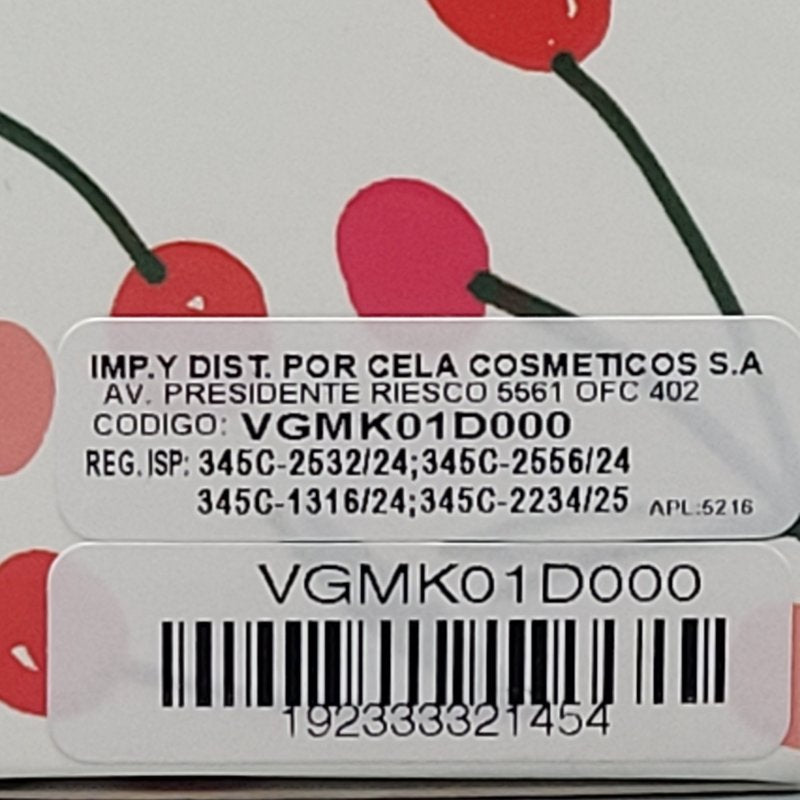 IMP.Y DIST. POR CELA COSMETICOS S.A
AV. PRESIDENTE RIESCO 5561 OFC 402
CODIGO: VGMK01D000
REG. ISP: 345C-2532/24;345C-2556/24
345C-1316/24;345C-2234/25 APL:5216
VGMK01D000
192333321454